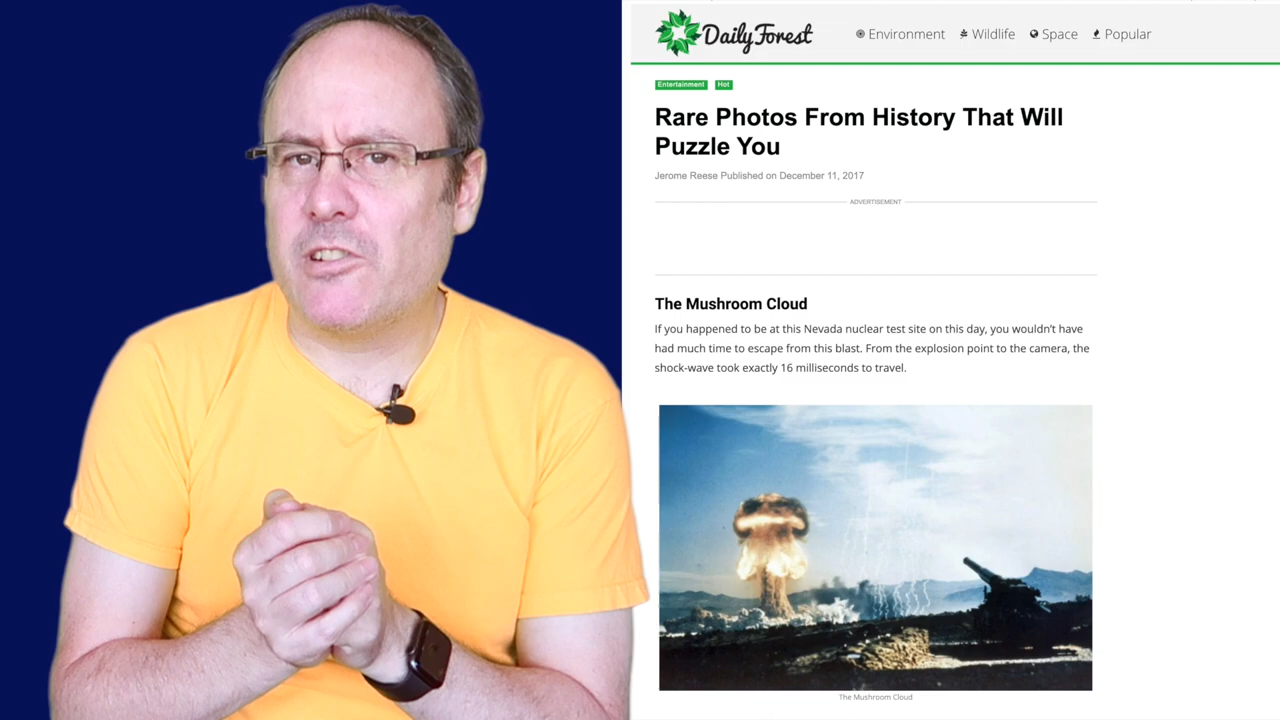 DailyForest
Environment
Wildlife
Space
Popular
Entertainment
Hot
Rare Photos From History That Will
Puzzle You
Jerome Reese Published on December 11, 2017
ADVERTISEMENT
The Mushroom Cloud
If you happened to be at this Nevada nuclear test site on this day, you wouldn't have
had much time to escape from this blast. From the explosion point to the camera, the
shock-wave took exactly 16 milliseconds to travel.
The Mushroom Cloud